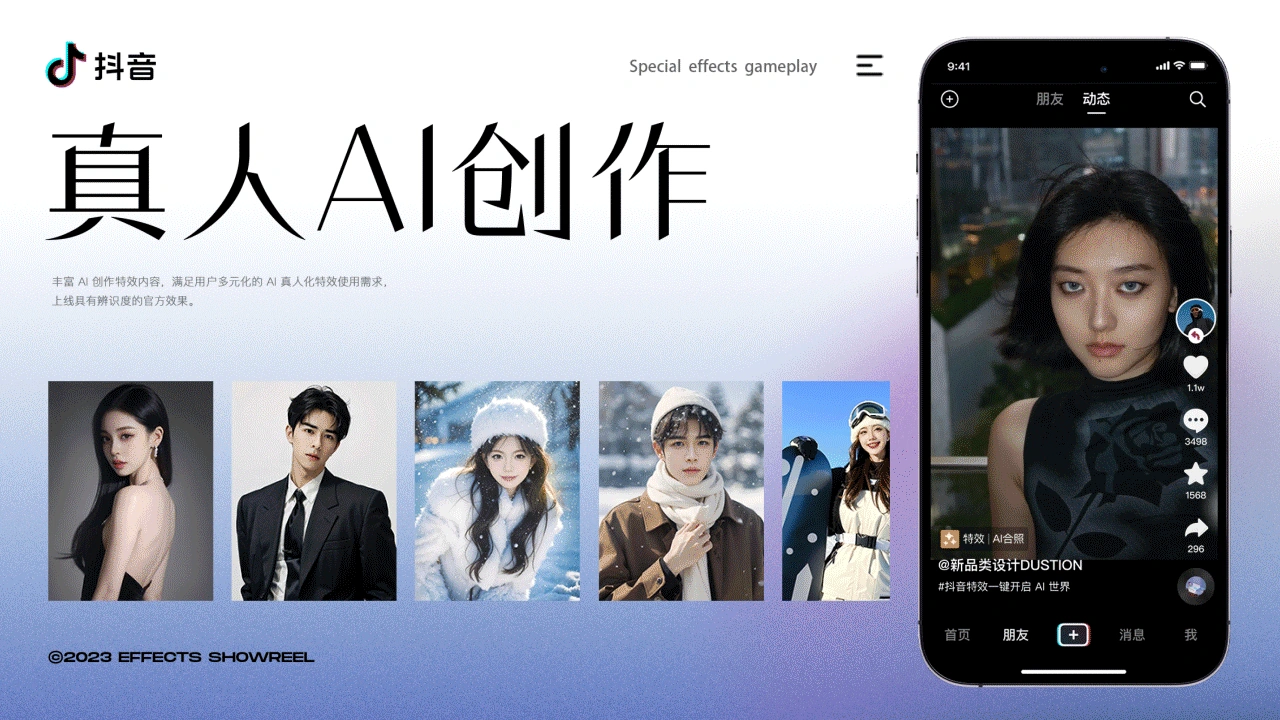 抖音
Special effects gameplay
真人AI创作
丰富 AI 创作特效内容，满足用户多元化的 AI 真人化特效使用需求，
上线具有辨识度的官方效果。
©2023 EFFECTS SHOWREEL
9:41
朋友 动态
1.1w
3498
1568
296
特效 | AI合照
@新品类设计DUSTION
#抖音特效一键开启 AI 世界
首页 朋友 消息 我